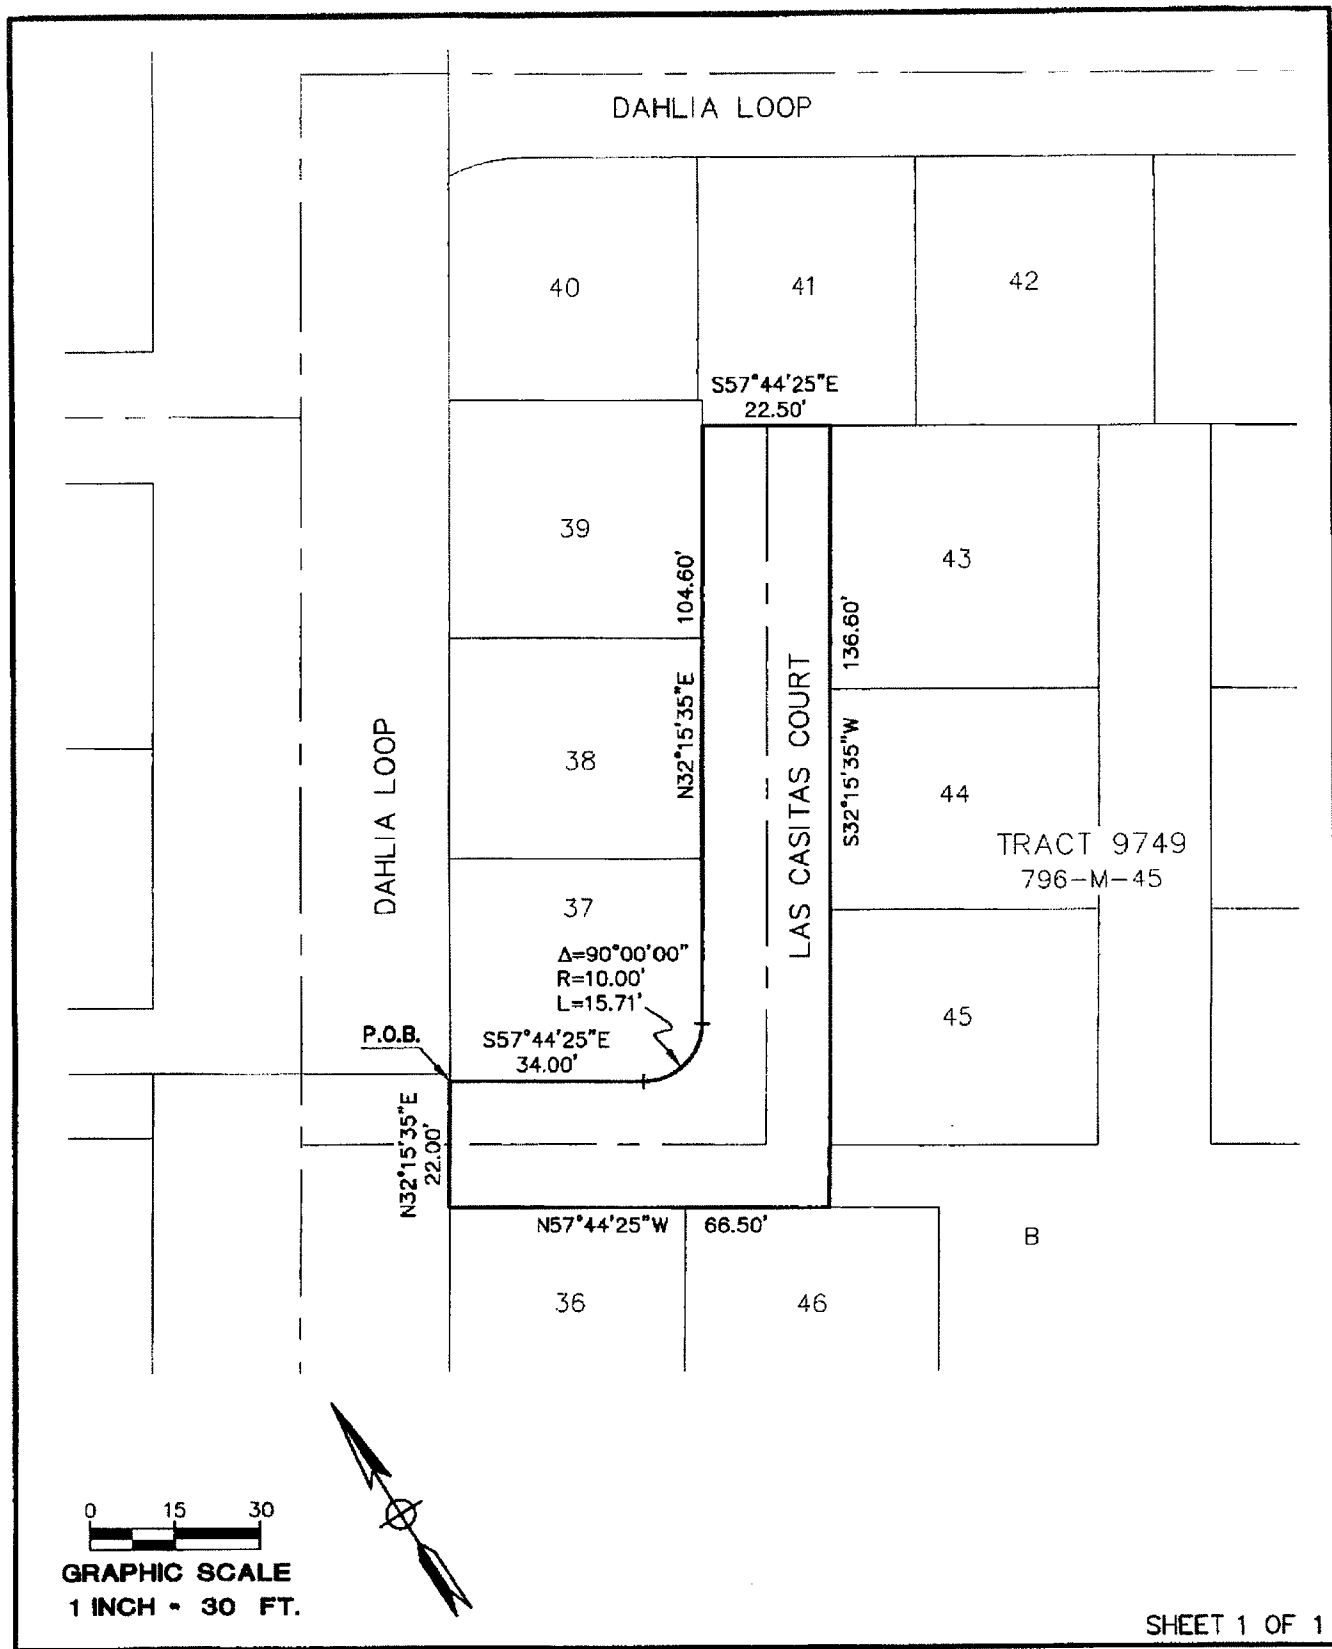 DAHLIA LOOP
40
41
42
S57°44'25"E
22.50'
39
43
104.60'
N32°15'35"E
136.60'
S32°15'35"W
LAS CASITAS COURT
DAHLIA LOOP
38
44
TRACT 9749
796-M-45
37
Δ=90°00'00"
R=10.00'
L=15.71'
45
P.O.B.
S57°44'25"E
34.00'
N32°15'35"E
22.00'
N57°44'25"W 66.50'
B
36
46
0 15 30
GRAPHIC SCALE
1 INCH = 30 FT.
SHEET 1 OF 1